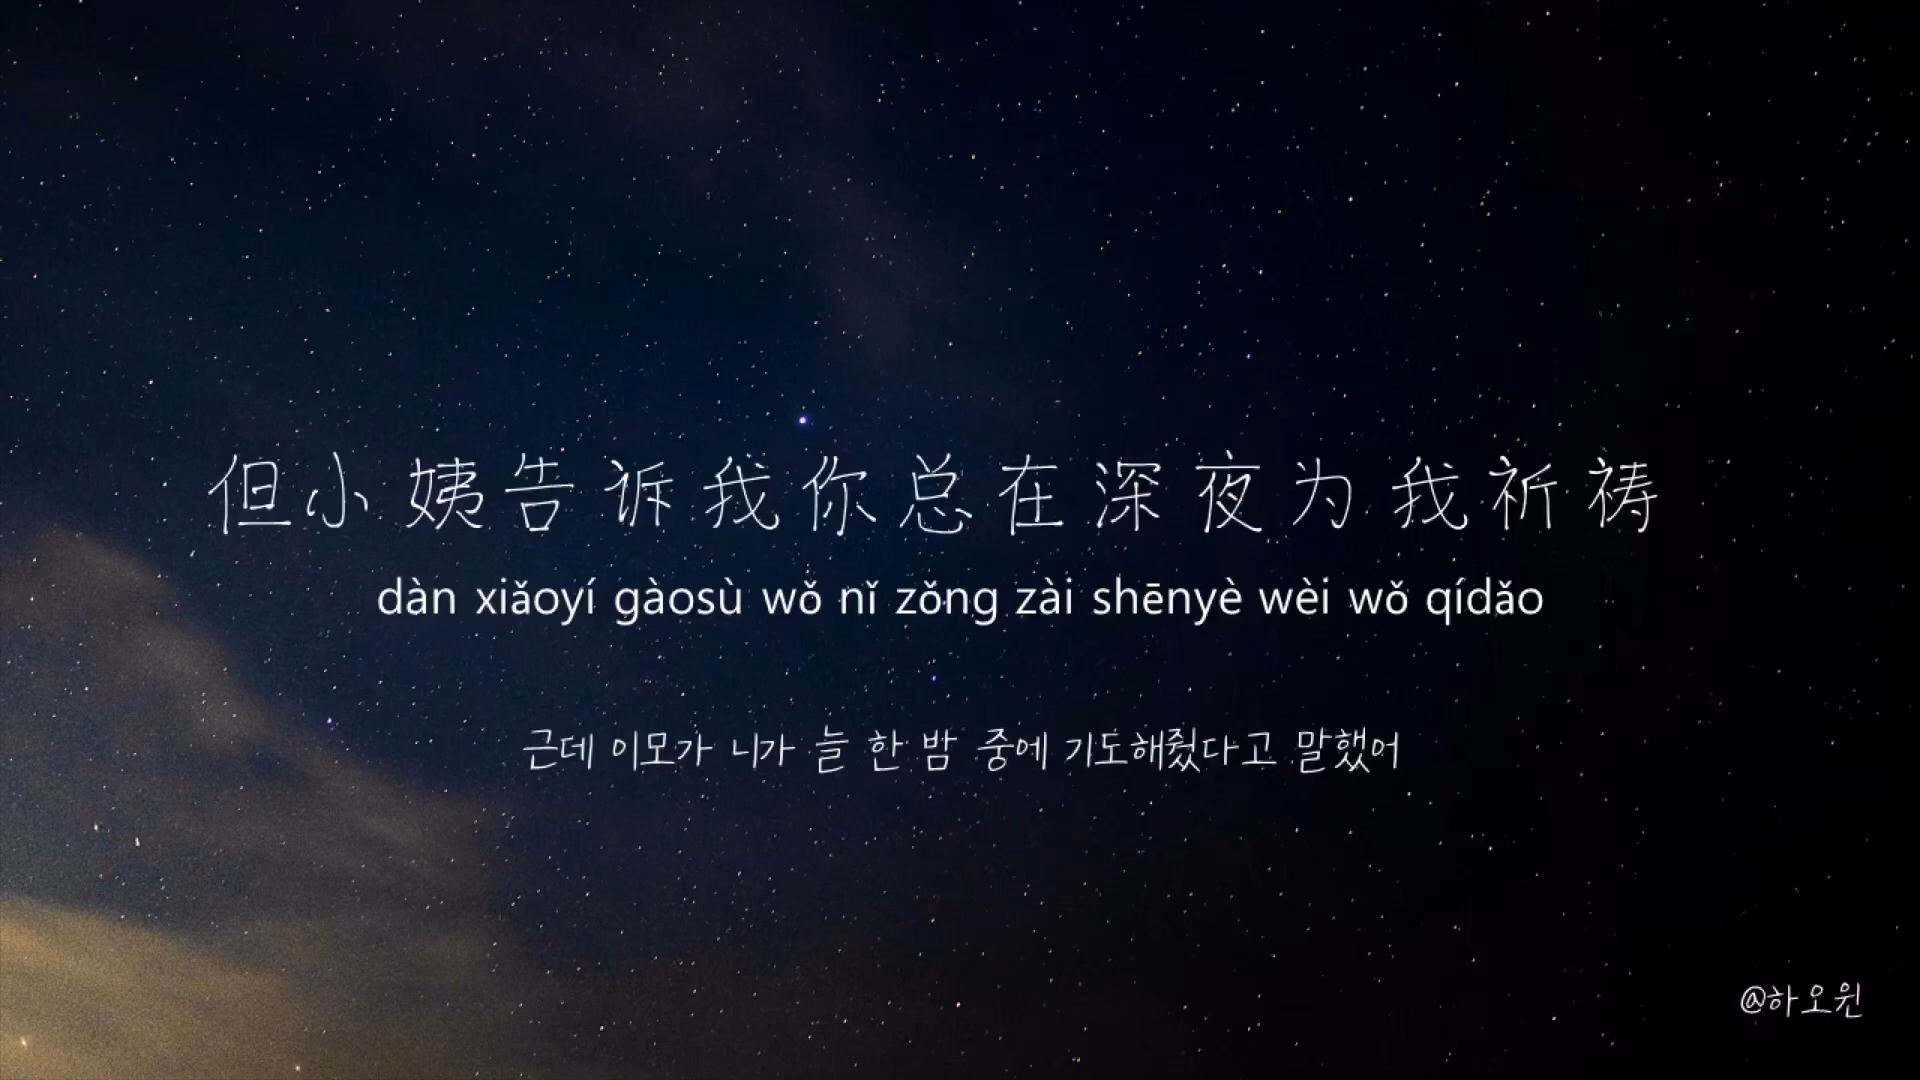 但小姨告诉我你总在深夜为我祈祷
dàn xiǎoyí gàosù wǒ nǐ zǒng zài shēnyè wèi wǒ qídǎo
근데 이모가 니가 늘 한 밤 중에 기도해줬다고 말했어
@하오원